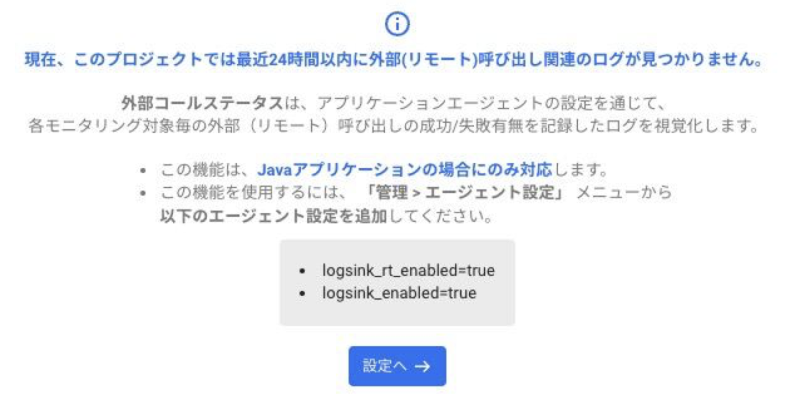 現在、このプロジェクトでは最近24時間以内に外部(リモート)呼び出し関連のログが見つかりません。
外部コールステータスは、アプリケーションエージェントの設定を通じて、
各モニタリング対象毎の外部（リモート）呼び出しの成功/失敗有無を記録したログを視覚化します。
• この機能は、Javaアプリケーションの場合にのみ対応します。
• この機能を使用するには、「管理 > エージェント設定」 メニューから
以下のエージェント設定を追加してください。
• logsink_rt_enabled=true
• logsink_enabled=true
設定へ →